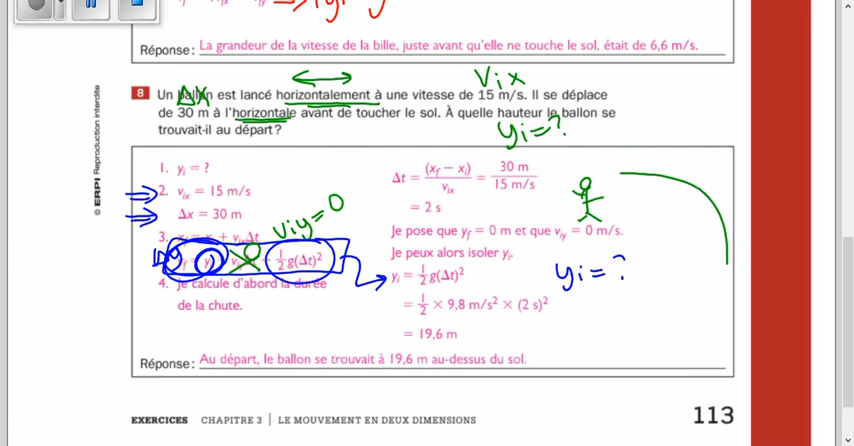 Réponse: La grandeur de la vitesse de la bille, juste avant qu'elle ne touche le sol, était de 6,6 m/s.
Vix
8 Un ballon est lancé horizontalement à une vitesse de 15 m/s. Il se déplace
Δx
de 30 m à l'horizontale avant de toucher le sol. À quelle hauteur le ballon se
trouvait-il au départ?
yi=?
1. yi = ?
2. vix = 15 m/s
Δx = 30 m
viy=0
3.
4. Je calcule d'abord la durée
de la chute.
Δt = (xf − xi)/vix = 30 m/15 m/s
= 2 s
Je pose que yf = 0 m et que viy = 0 m/s.
Je peux alors isoler yi.
yi = 1/2 g(Δt)²
yi=?
= 1/2 × 9,8 m/s² × (2 s)²
= 19,6 m
Réponse: Au départ, le ballon se trouvait à 19,6 m au-dessus du sol.
© ERPI Reproduction interdite
EXERCICES CHAPITRE 3 | LE MOUVEMENT EN DEUX DIMENSIONS 113